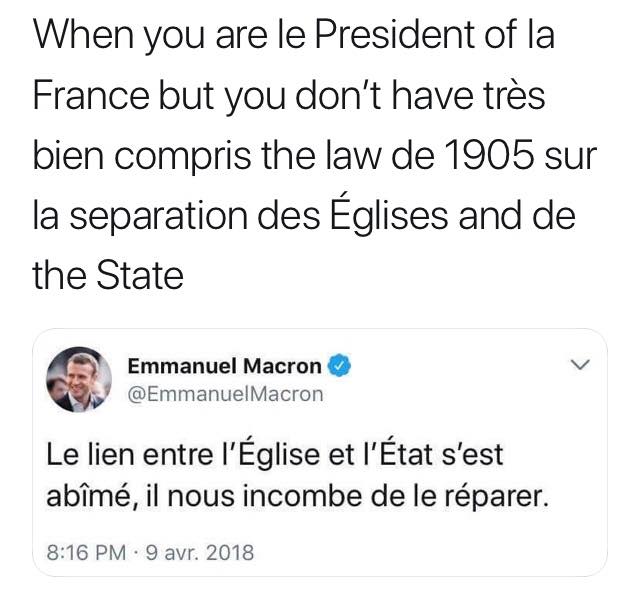 When you are le President of la
France but you don’t have très
bien compris the law de 1905 sur
la separation des Églises and de
the State
Emmanuel Macron
@EmmanuelMacron
Le lien entre l’Église et l’État s’est
abîmé, il nous incombe de le réparer.
8:16 PM · 9 avr. 2018